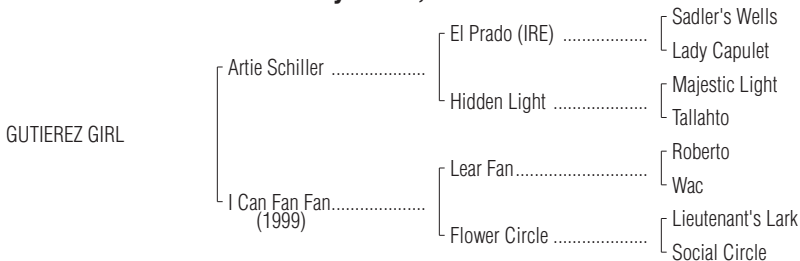 Sadler's Wells
El Prado (IRE) ..................
Lady Capulet
Artie Schiller ....................
Majestic Light
Hidden Light ....................
Tallahto
GUTIEREZ GIRL
Roberto
Lear Fan............................
Wac
I Can Fan Fan....................
(1999)
Lieutenant's Lark
Flower Circle ....................
Social Circle